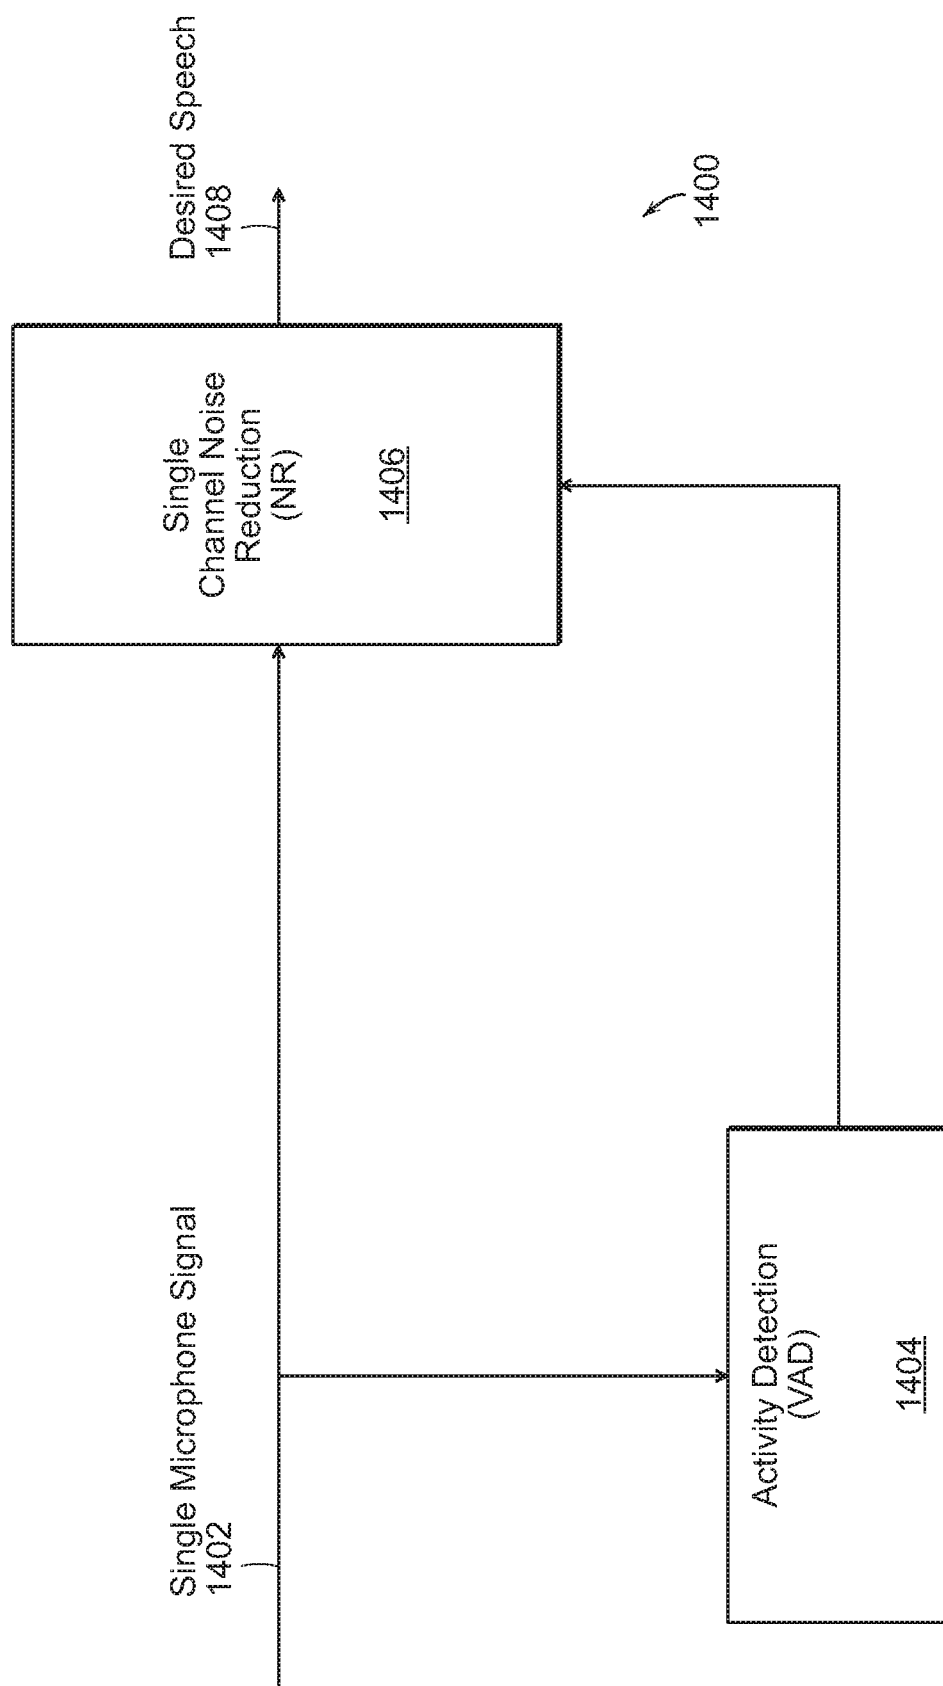 Single Microphone Signal
1402
Desired Speech
1408
Single
Channel Noise
Reduction
(NR)
1406
Activity Detection
(VAD)
1404
1400